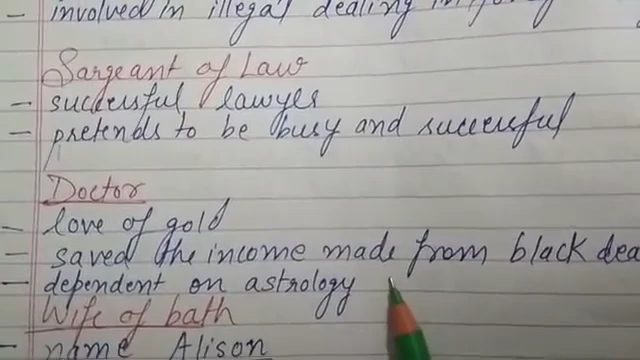 - involved in illegal dealing in
Sargeant of Law
- successful lawyer
- pretends to be busy and successful
Doctor
- love of gold
- saved the income made from black dea
- dependent on astrology
Wife of bath
- name Alison